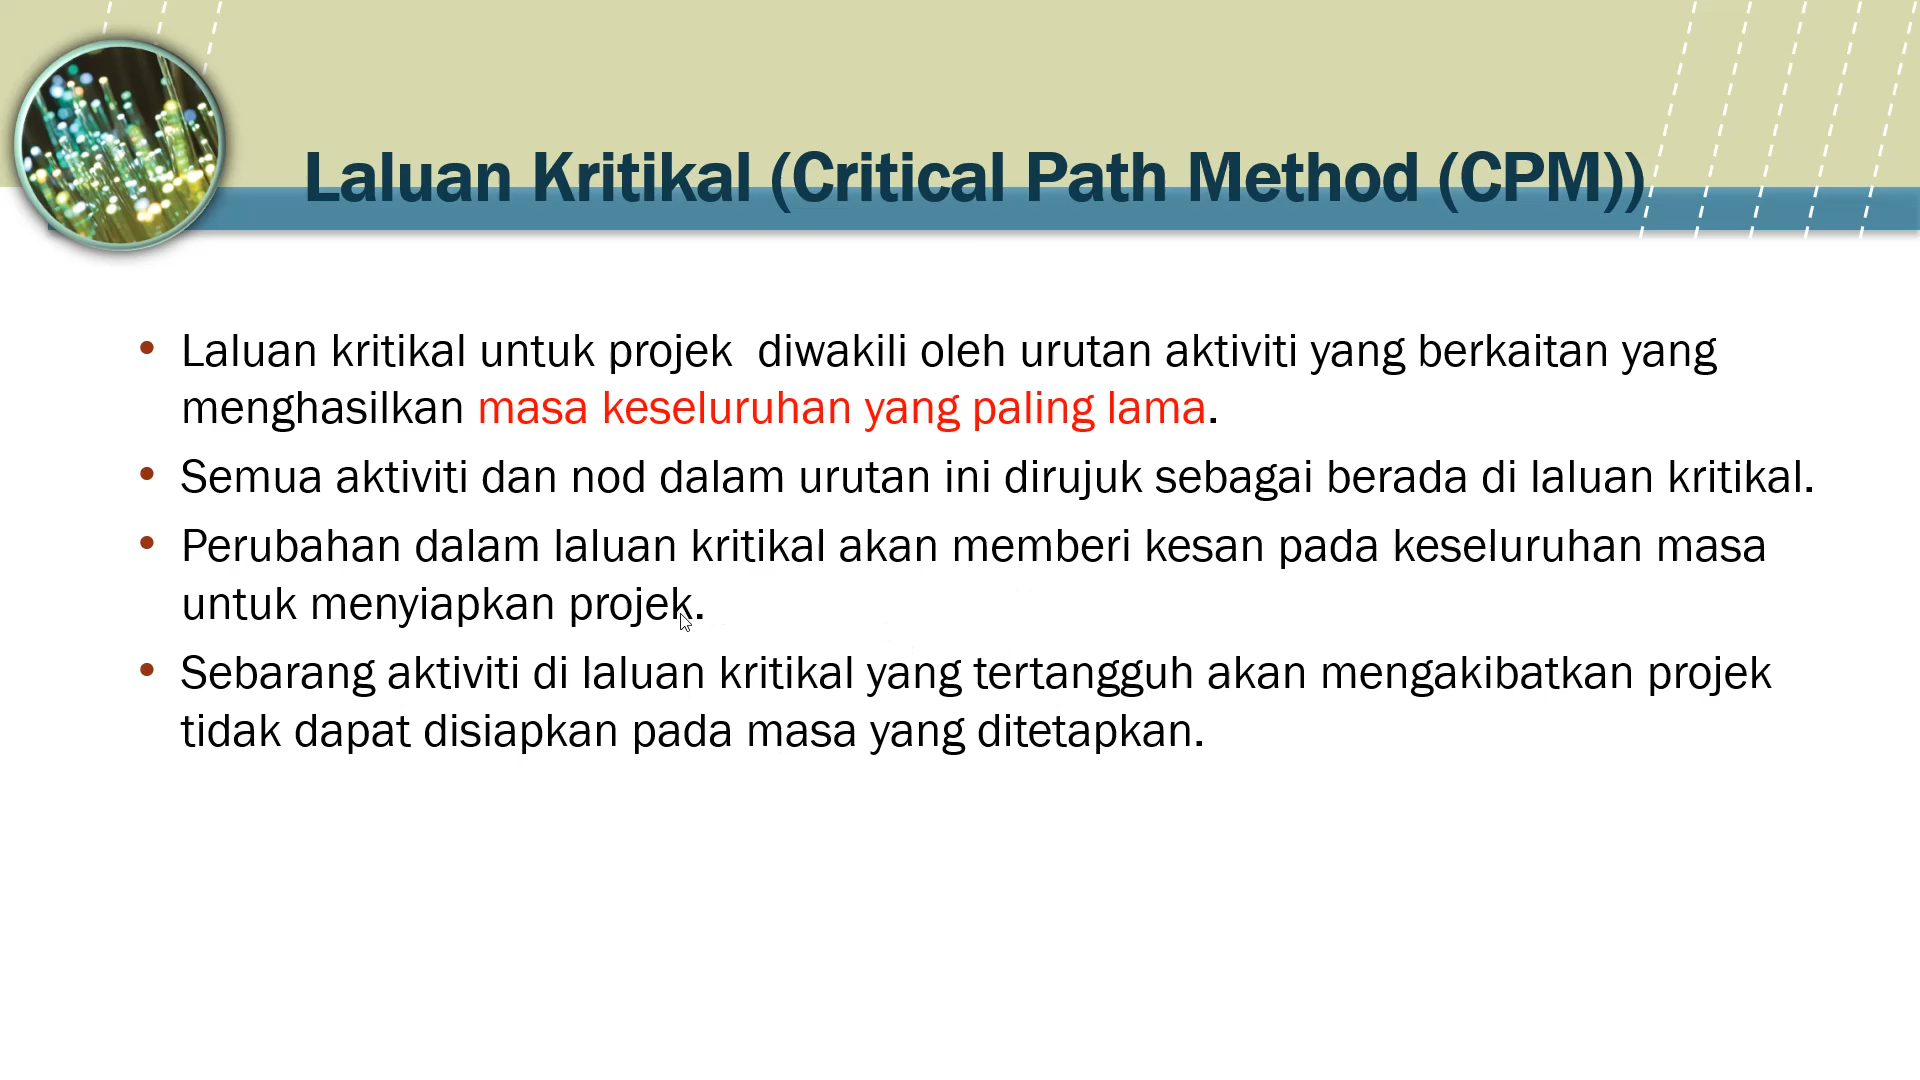 Laluan Kritikal (Critical Path Method (CPM))
• Laluan kritikal untuk projek diwakili oleh urutan aktiviti yang berkaitan yang
menghasilkan masa keseluruhan yang paling lama.
• Semua aktiviti dan nod dalam urutan ini dirujuk sebagai berada di laluan kritikal.
• Perubahan dalam laluan kritikal akan memberi kesan pada keseluruhan masa
untuk menyiapkan projek.
• Sebarang aktiviti di laluan kritikal yang tertangguh akan mengakibatkan projek
tidak dapat disiapkan pada masa yang ditetapkan.